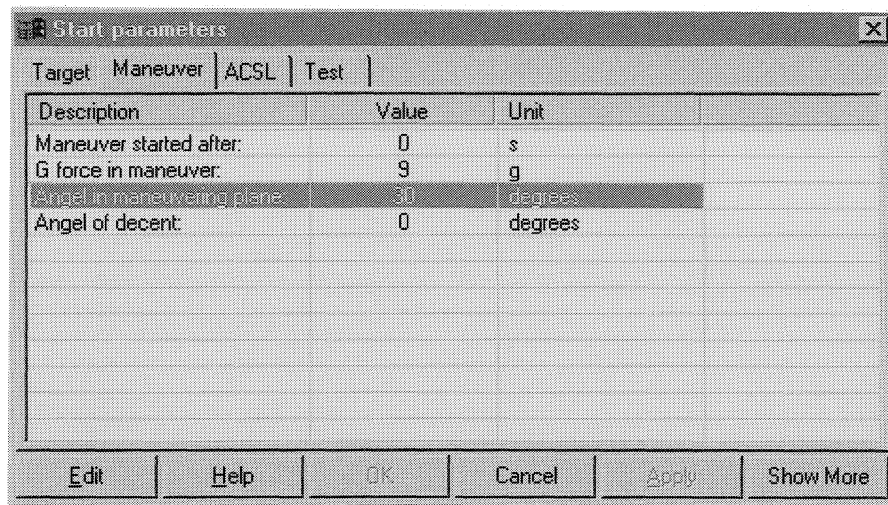 Start parameters
Target Maneuver ACSL Test
Description Value Unit
Maneuver started after: 0 s
G force in maneuver: 9 g
Angel in maneuvering plane: 30 degrees
Angel of decent: 0 degrees
Edit Help OK Cancel Apply Show More